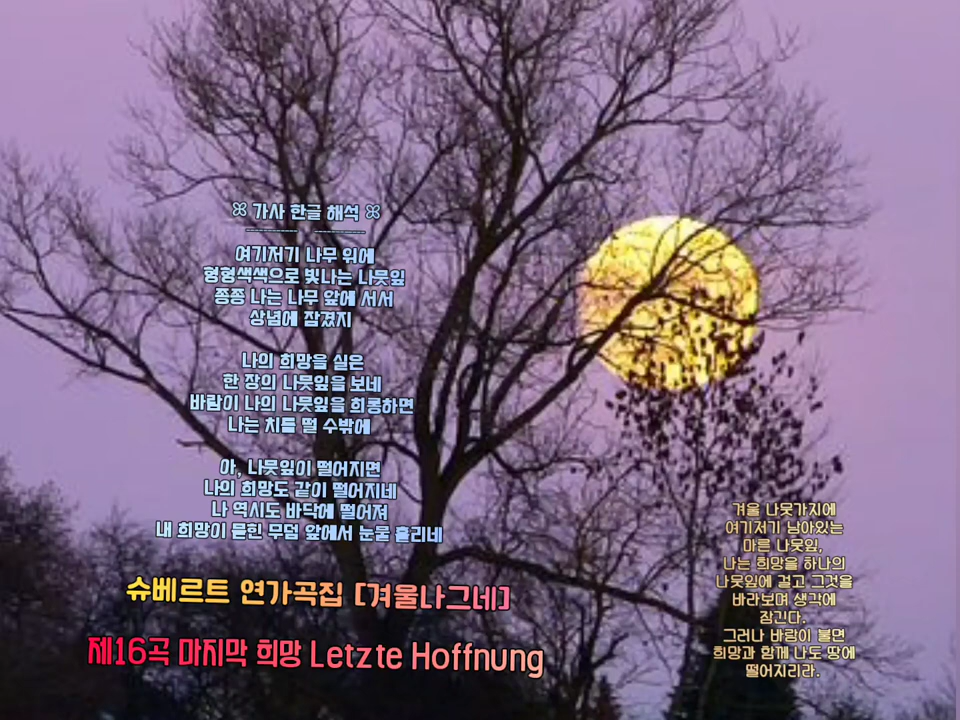 ꕤ 가사 한글 해석 ꕤ
여기저기 나무 위에
형형색색으로 빛나는 나뭇잎
종종 나는 나무 앞에 서서
상념에 잠겼지
나의 희망을 실은
한 장의 나뭇잎을 보네
바람이 나의 나뭇잎을 희롱하면
나는 치를 떨 수밖에
아, 나뭇잎이 떨어지면
나의 희망도 같이 떨어지네
나 역시도 바닥에 떨어져
내 희망이 묻힌 무덤 앞에서 눈물 흘리네
슈베르트 연가곡집 [겨울나그네]
제16곡 마지막 희망 Letzte Hoffnung
겨울 나뭇가지에
여기저기 남아있는
마른 나뭇잎,
나는 희망을 하나의
나뭇잎에 걸고 그것을
바라보며 생각에
잠긴다.
그러나 바람이 불면
희망과 함께 나도 땅에
떨어지리라.